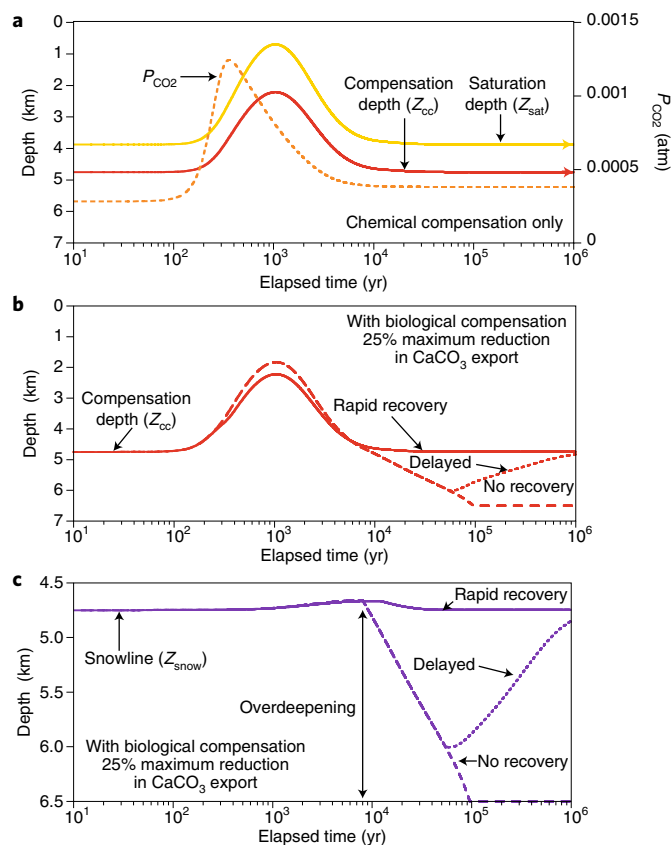 a
0
1
2
3
4
5
6
7
Depth (km)
0.0015
0.001
0.0005
0
P_CO2 (atm)
P_CO2
Compensation
depth (Z_cc)
Saturation
depth (Z_sat)
Chemical compensation only
10^1
10^2
10^3
10^4
10^5
10^6
Elapsed time (yr)
b
0
1
2
3
4
5
6
7
Depth (km)
With biological compensation
25% maximum reduction
in CaCO3 export
Compensation
depth (Z_cc)
Rapid recovery
Delayed
No recovery
10^1
10^2
10^3
10^4
10^5
10^6
Elapsed time (yr)
c
4.5
5.0
5.5
6.0
6.5
Depth (km)
Rapid recovery
Snowline (Z_snow)
Delayed
Overdeepening
With biological compensation
25% maximum reduction
in CaCO3 export
No recovery
10^1
10^2
10^3
10^4
10^5
10^6
Elapsed time (yr)